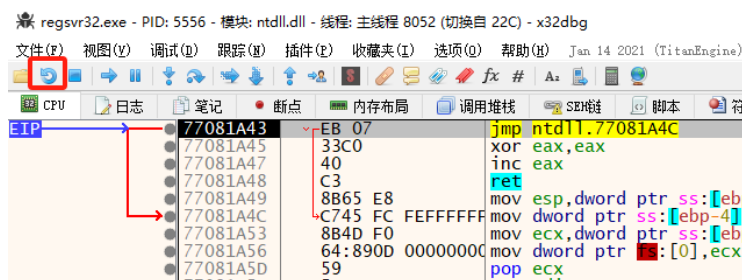 regsvr32.exe - PID: 5556 - 模块: ntdll.dll - 线程: 主线程 8052 (切换自 22C) - x32dbg
文件(F) 视图(V) 调试(D) 跟踪(N) 插件(P) 收藏夹(I) 选项(O) 帮助(H) Jan 14 2021 (TitanEngine)
CPU 日志 笔记 断点 内存布局 调用堆栈 SEH链 脚本 符
EIP 77081A43 EB 07 jmp ntdll.77081A4C
77081A45 33C0 xor eax,eax
77081A47 40 inc eax
77081A48 C3 ret
77081A49 8B65 E8 mov esp,dword ptr ss:[eb
77081A4C C745 FC FEFFFFFF mov dword ptr ss:[ebp-4]
77081A53 8B4D F0 mov ecx,dword ptr ss:[eb
77081A56 64:890D 0000000 mov dword ptr fs:[0],ecx
77081A5D 59 pop ecx